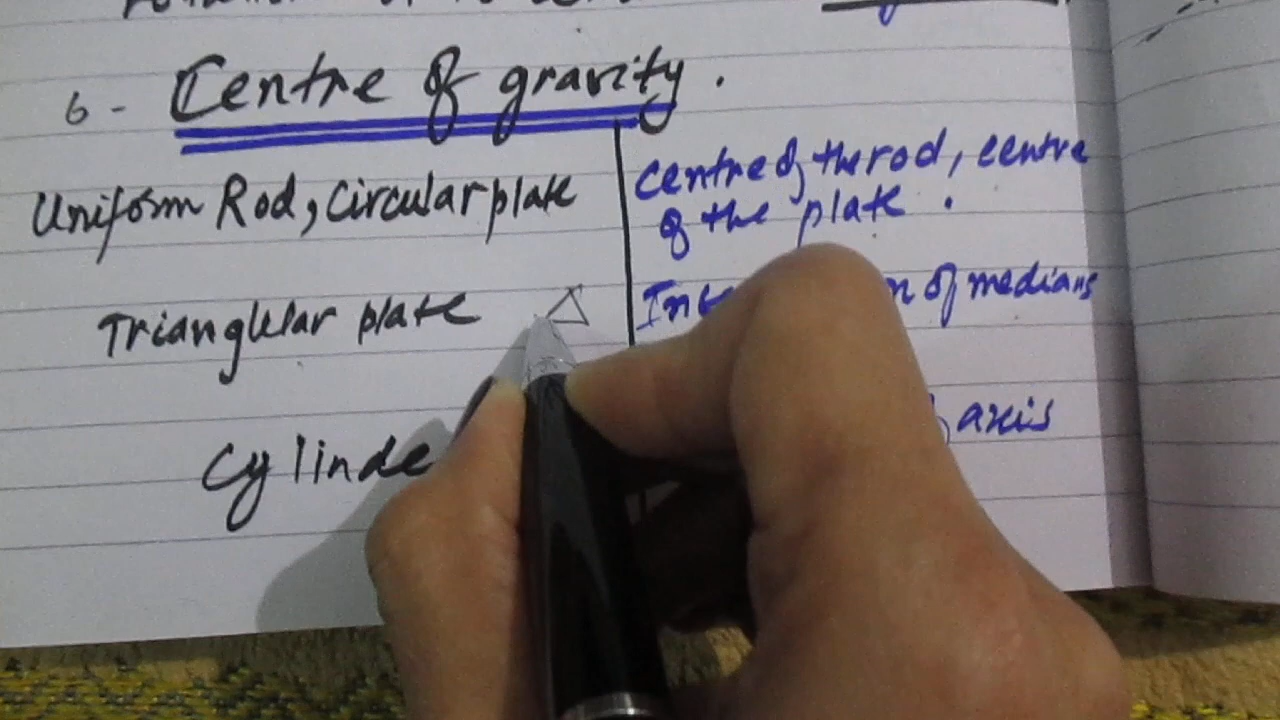 6 - Centre of gravity.
Uniform Rod, Circular plate
centre of the rod, centre
of the plate.
Triangular plate
of medians
Cylinde
axis